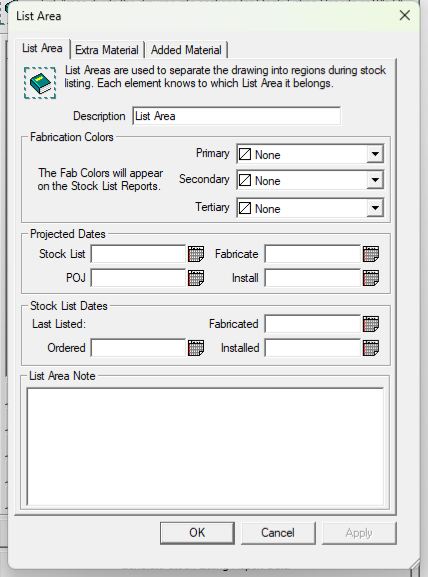 List Area
List Area
Extra Material
Added Material
List Areas are used to separate the drawing into regions during stock
listing. Each element knows to which List Area it belongs.
Description List Area
Fabrication Colors
The Fab Colors will appear
on the Stock List Reports.
Primary None
Secondary None
Tertiary None
Projected Dates
Stock List
Fabricate
POJ
Install
Stock List Dates
Last Listed:
Fabricated
Ordered
Installed
List Area Note
OK
Cancel
Apply